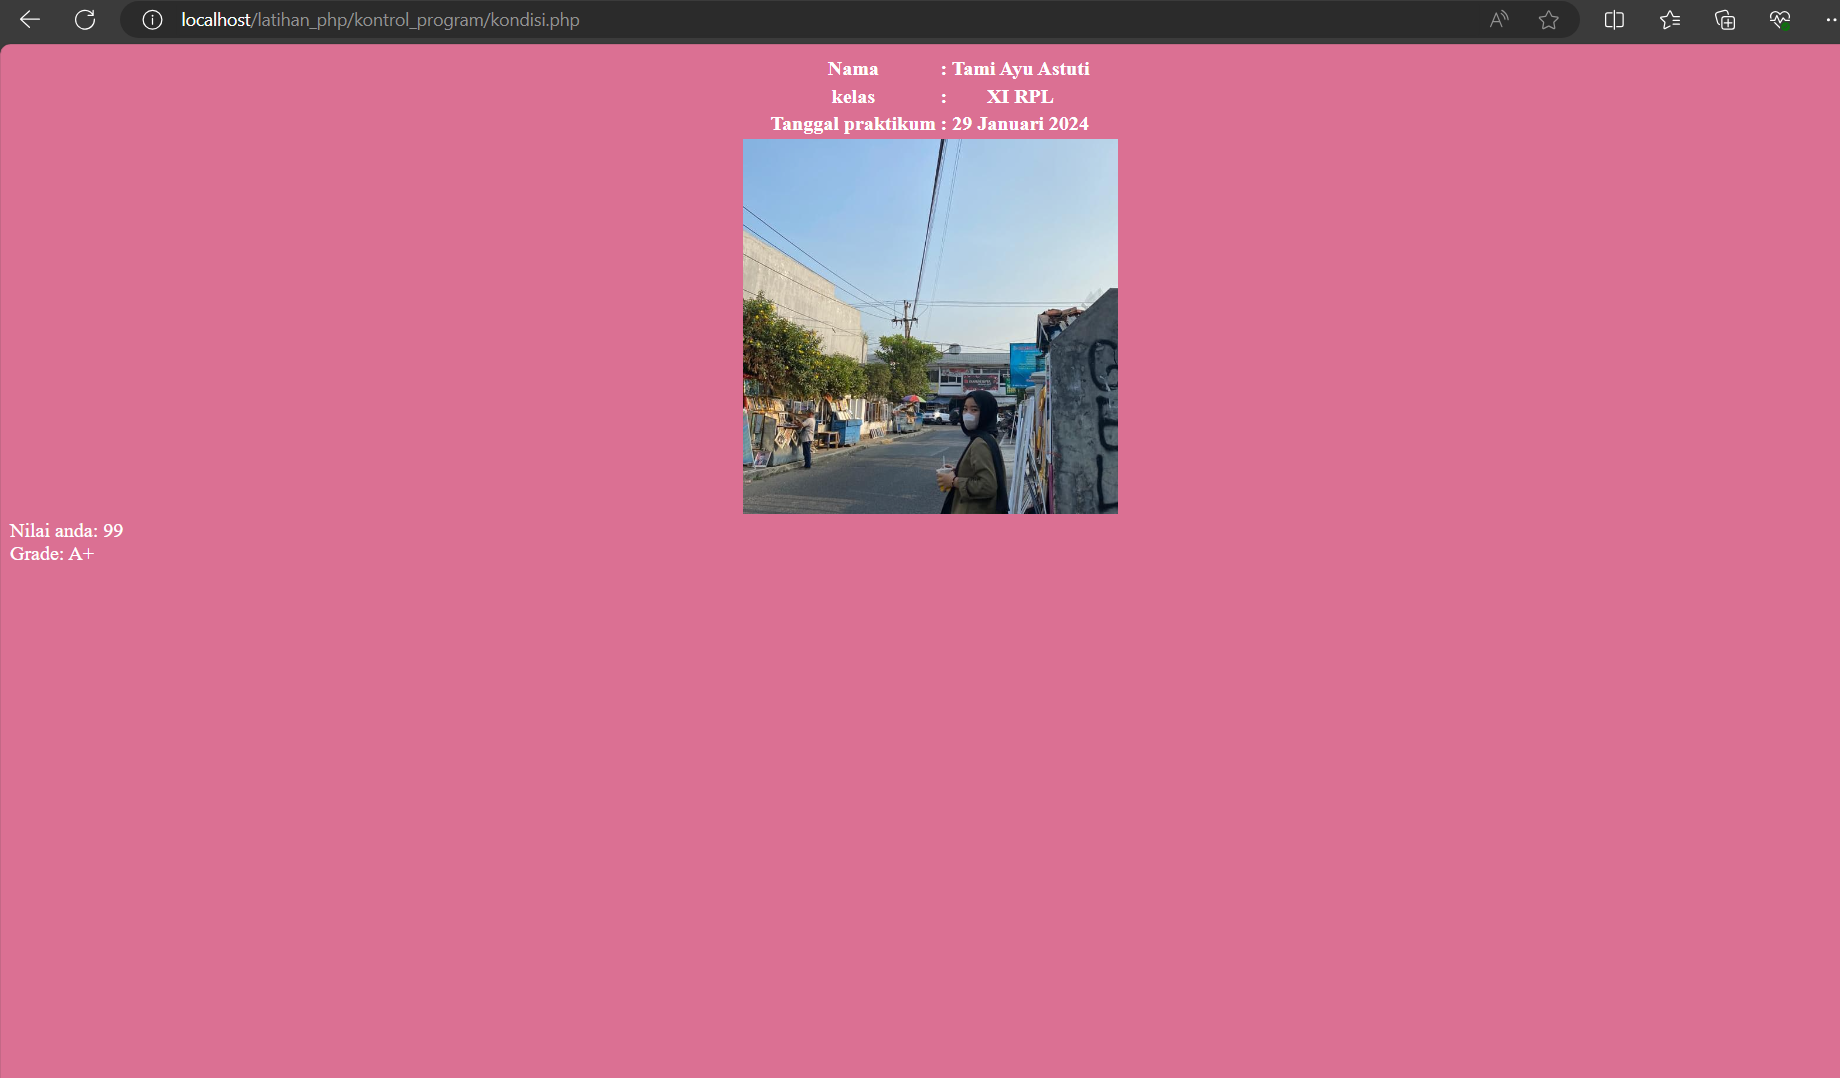 localhost/latihan_php/kontrol_program/kondisi.php
Nama : Tami Ayu Astuti
kelas : XI RPL
Tanggal praktikum : 29 Januari 2024
Nilai anda: 99
Grade: A+